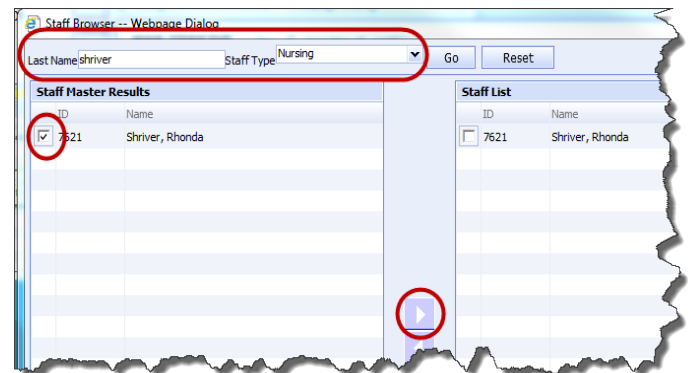 Staff Browser -- Webpage Dialog
Last Name shriver Staff Type Nursing Go Reset
Staff Master Results Staff List
ID Name ID Name
7621 Shriver, Rhonda 7621 Shriver, Rhonda